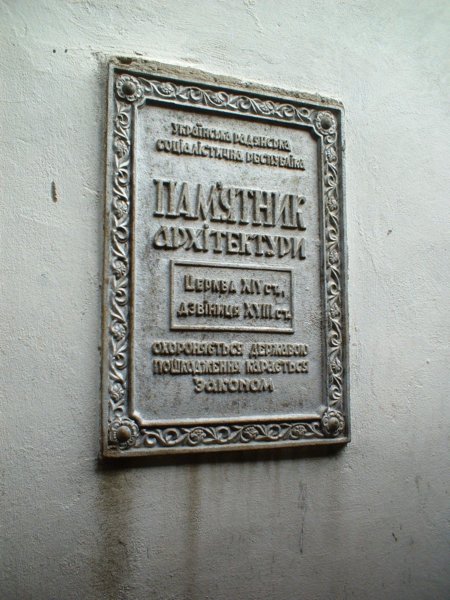 Українська Радянська
Соціалістична Республіка
ПАМ'ЯТНИК
АРХІТЕКТУРИ
Церква XIV ст.,
дзвіниця XVIII ст.
Охороняється державою
пошкодження карається
законом